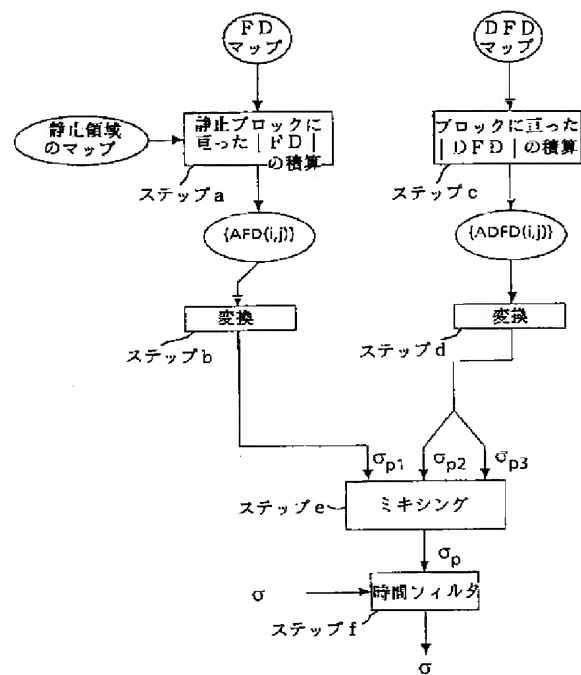 FD
マップ
DFD
マップ
静止領域
のマップ
静止ブロックに
亘った|FD|
の積算
ブロックに亘った
|DFD|の積算
ステップa
ステップc
{AFD(i,j)}
{ADFD(i,j)}
変換
変換
ステップb
ステップd
σp1
σp2
σp3
ステップe
ミキシング
σp
σ
時間フィルタ
ステップf
σ